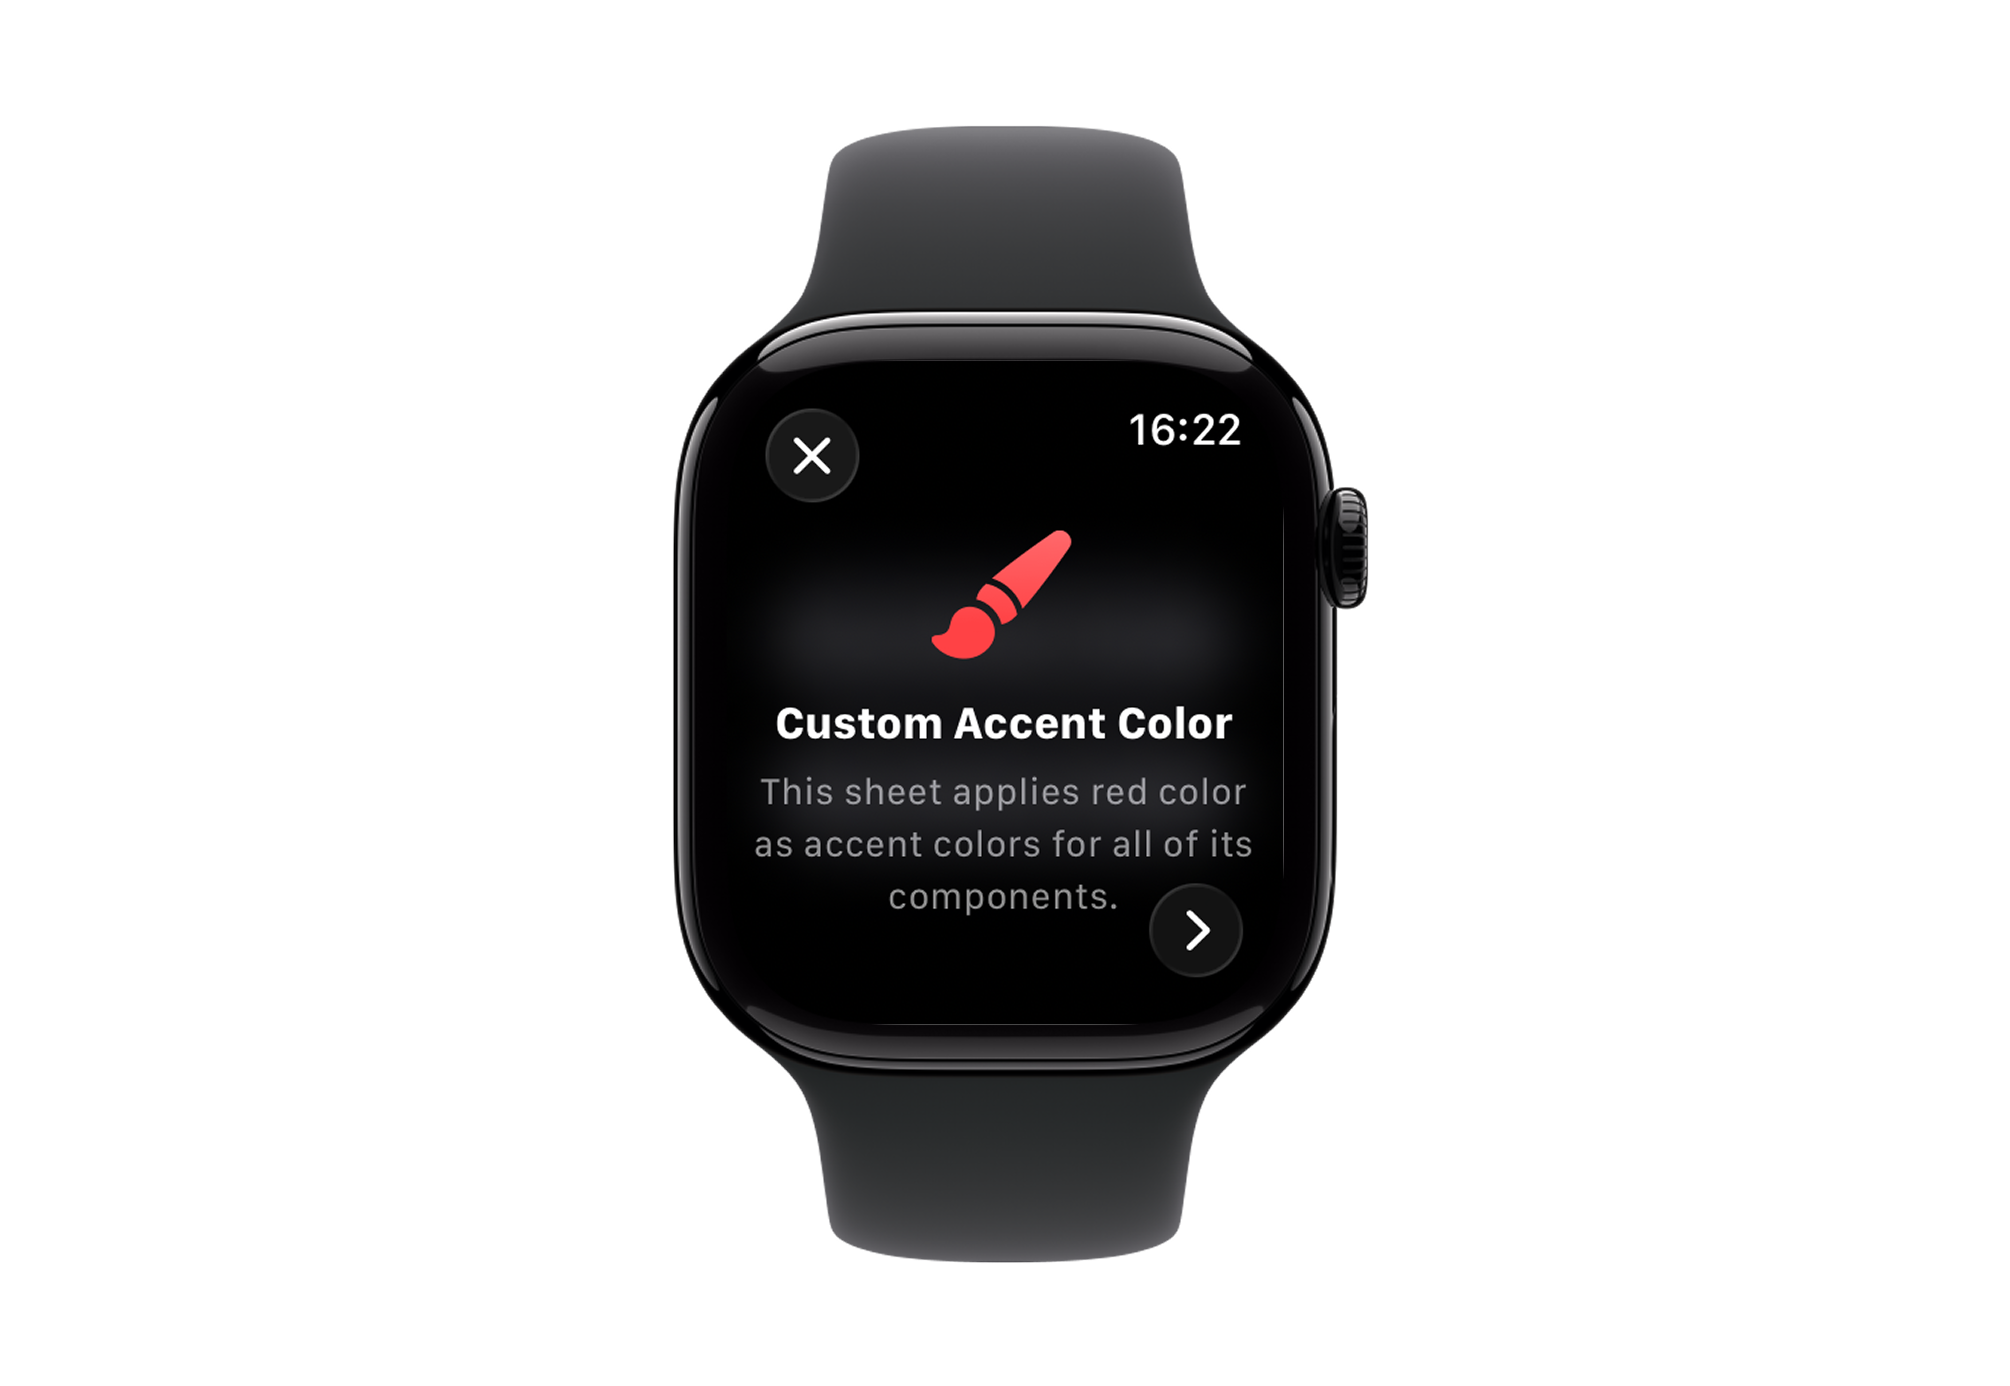 16:22
Custom Accent Color
This sheet applies red color
as accent colors for all of its
components.